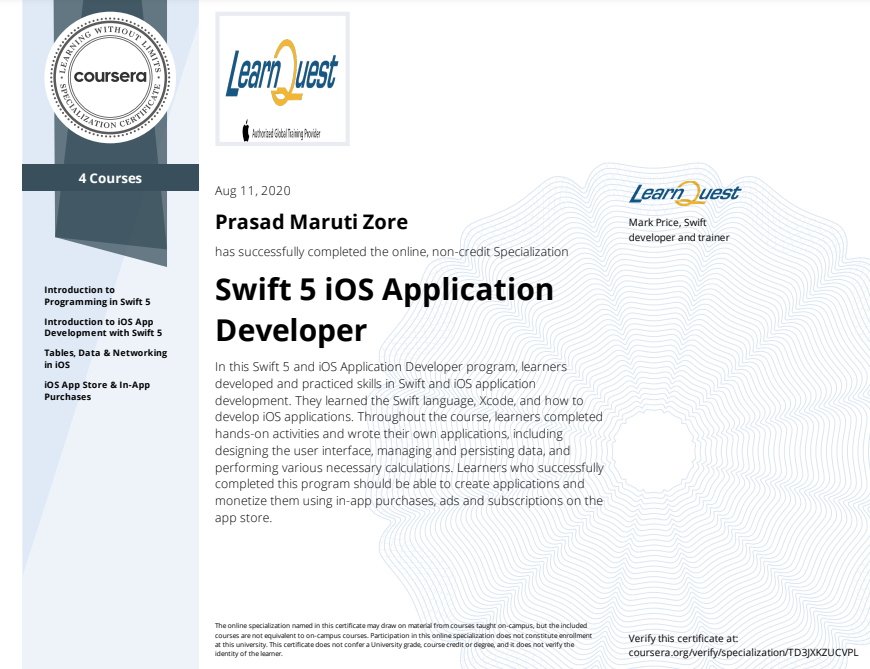 LEARNING WITHOUT LIMITS
coursera
SPECIALIZATION CERTIFICATE
4 Courses
Introduction to
Programming in Swift 5
Introduction to iOS App
Development with Swift 5
Tables, Data & Networking
in iOS
iOS App Store & In-App
Purchases
LearnQuest
Authorized Global Training Provider
Aug 11, 2020
Prasad Maruti Zore
has successfully completed the online, non-credit Specialization
Swift 5 iOS Application
Developer
In this Swift 5 and iOS Application Developer program, learners
developed and practiced skills in Swift and iOS application
development. They learned the Swift language, Xcode, and how to
develop iOS applications. Throughout the course, learners completed
hands-on activities and wrote their own applications, including
designing the user interface, managing and persisting data, and
performing various necessary calculations. Learners who successfully
completed this program should be able to create applications and
monetize them using in-app purchases, ads and subscriptions on the
app store.
LearnQuest
Mark Price, Swift
developer and trainer
The online specialization named in this certificate may draw on material from courses taught on-campus, but the included
courses are not equivalent to on-campus courses. Participation in this online specialization does not constitute enrollment
at this university. This certificate does not confer a University grade, course credit or degree, and it does not verify the
identity of the learner.
Verify this certificate at:
coursera.org/verify/specialization/TD3JXKZUCVPL